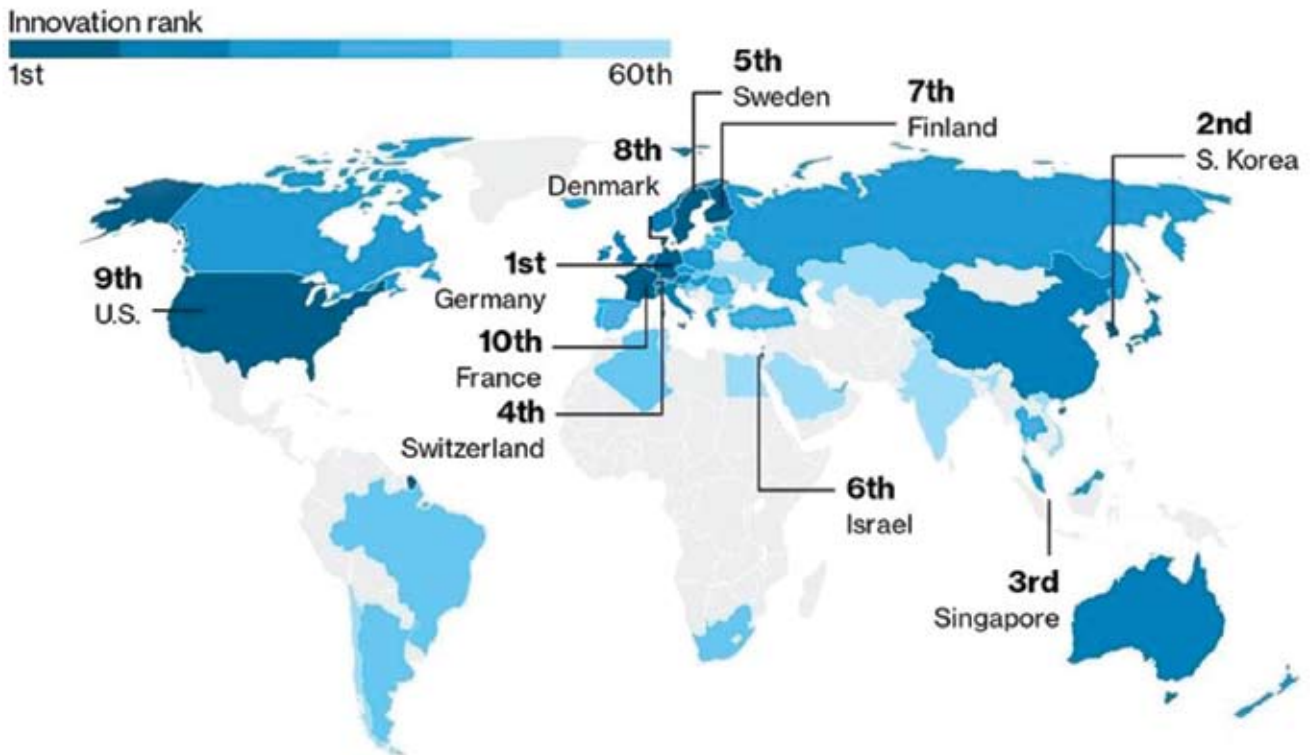 Innovation rank
1st 60th
5th
Sweden
7th
Finland
2nd
S. Korea
8th
Denmark
9th
U.S.
1st
Germany
10th
France
4th
Switzerland
6th
Israel
3rd
Singapore